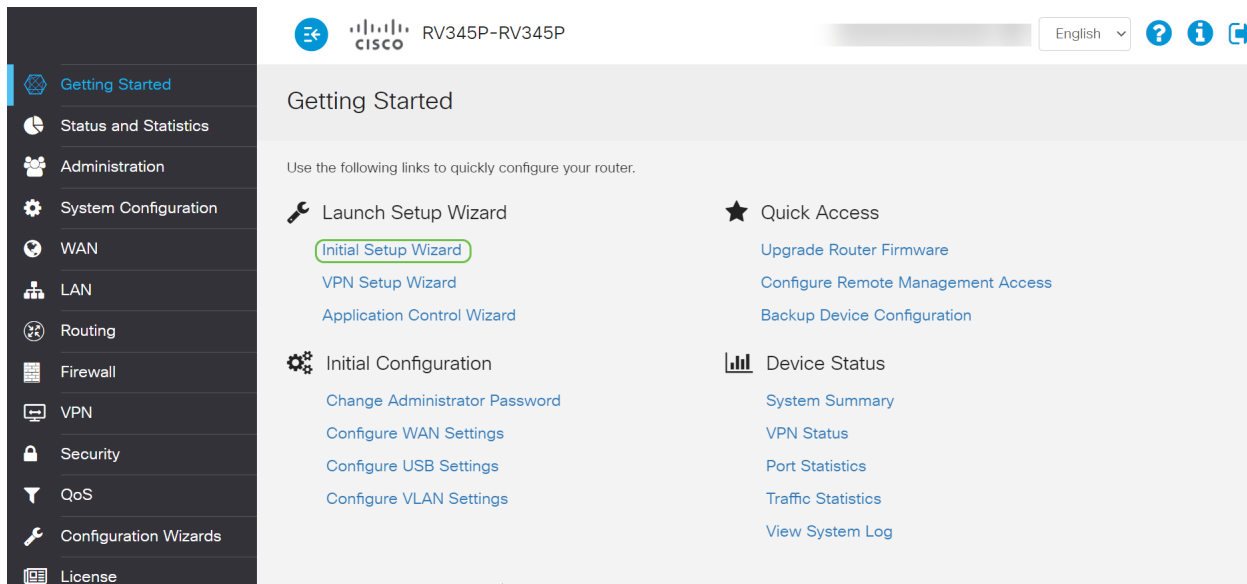 CISCO RV345P-RV345P
English
Getting Started
Status and Statistics
Administration
System Configuration
WAN
LAN
Routing
Firewall
VPN
Security
QoS
Configuration Wizards
License
Getting Started
Use the following links to quickly configure your router.
Launch Setup Wizard
Initial Setup Wizard
VPN Setup Wizard
Application Control Wizard
Quick Access
Upgrade Router Firmware
Configure Remote Management Access
Backup Device Configuration
Initial Configuration
Change Administrator Password
Configure WAN Settings
Configure USB Settings
Configure VLAN Settings
Device Status
System Summary
VPN Status
Port Statistics
Traffic Statistics
View System Log